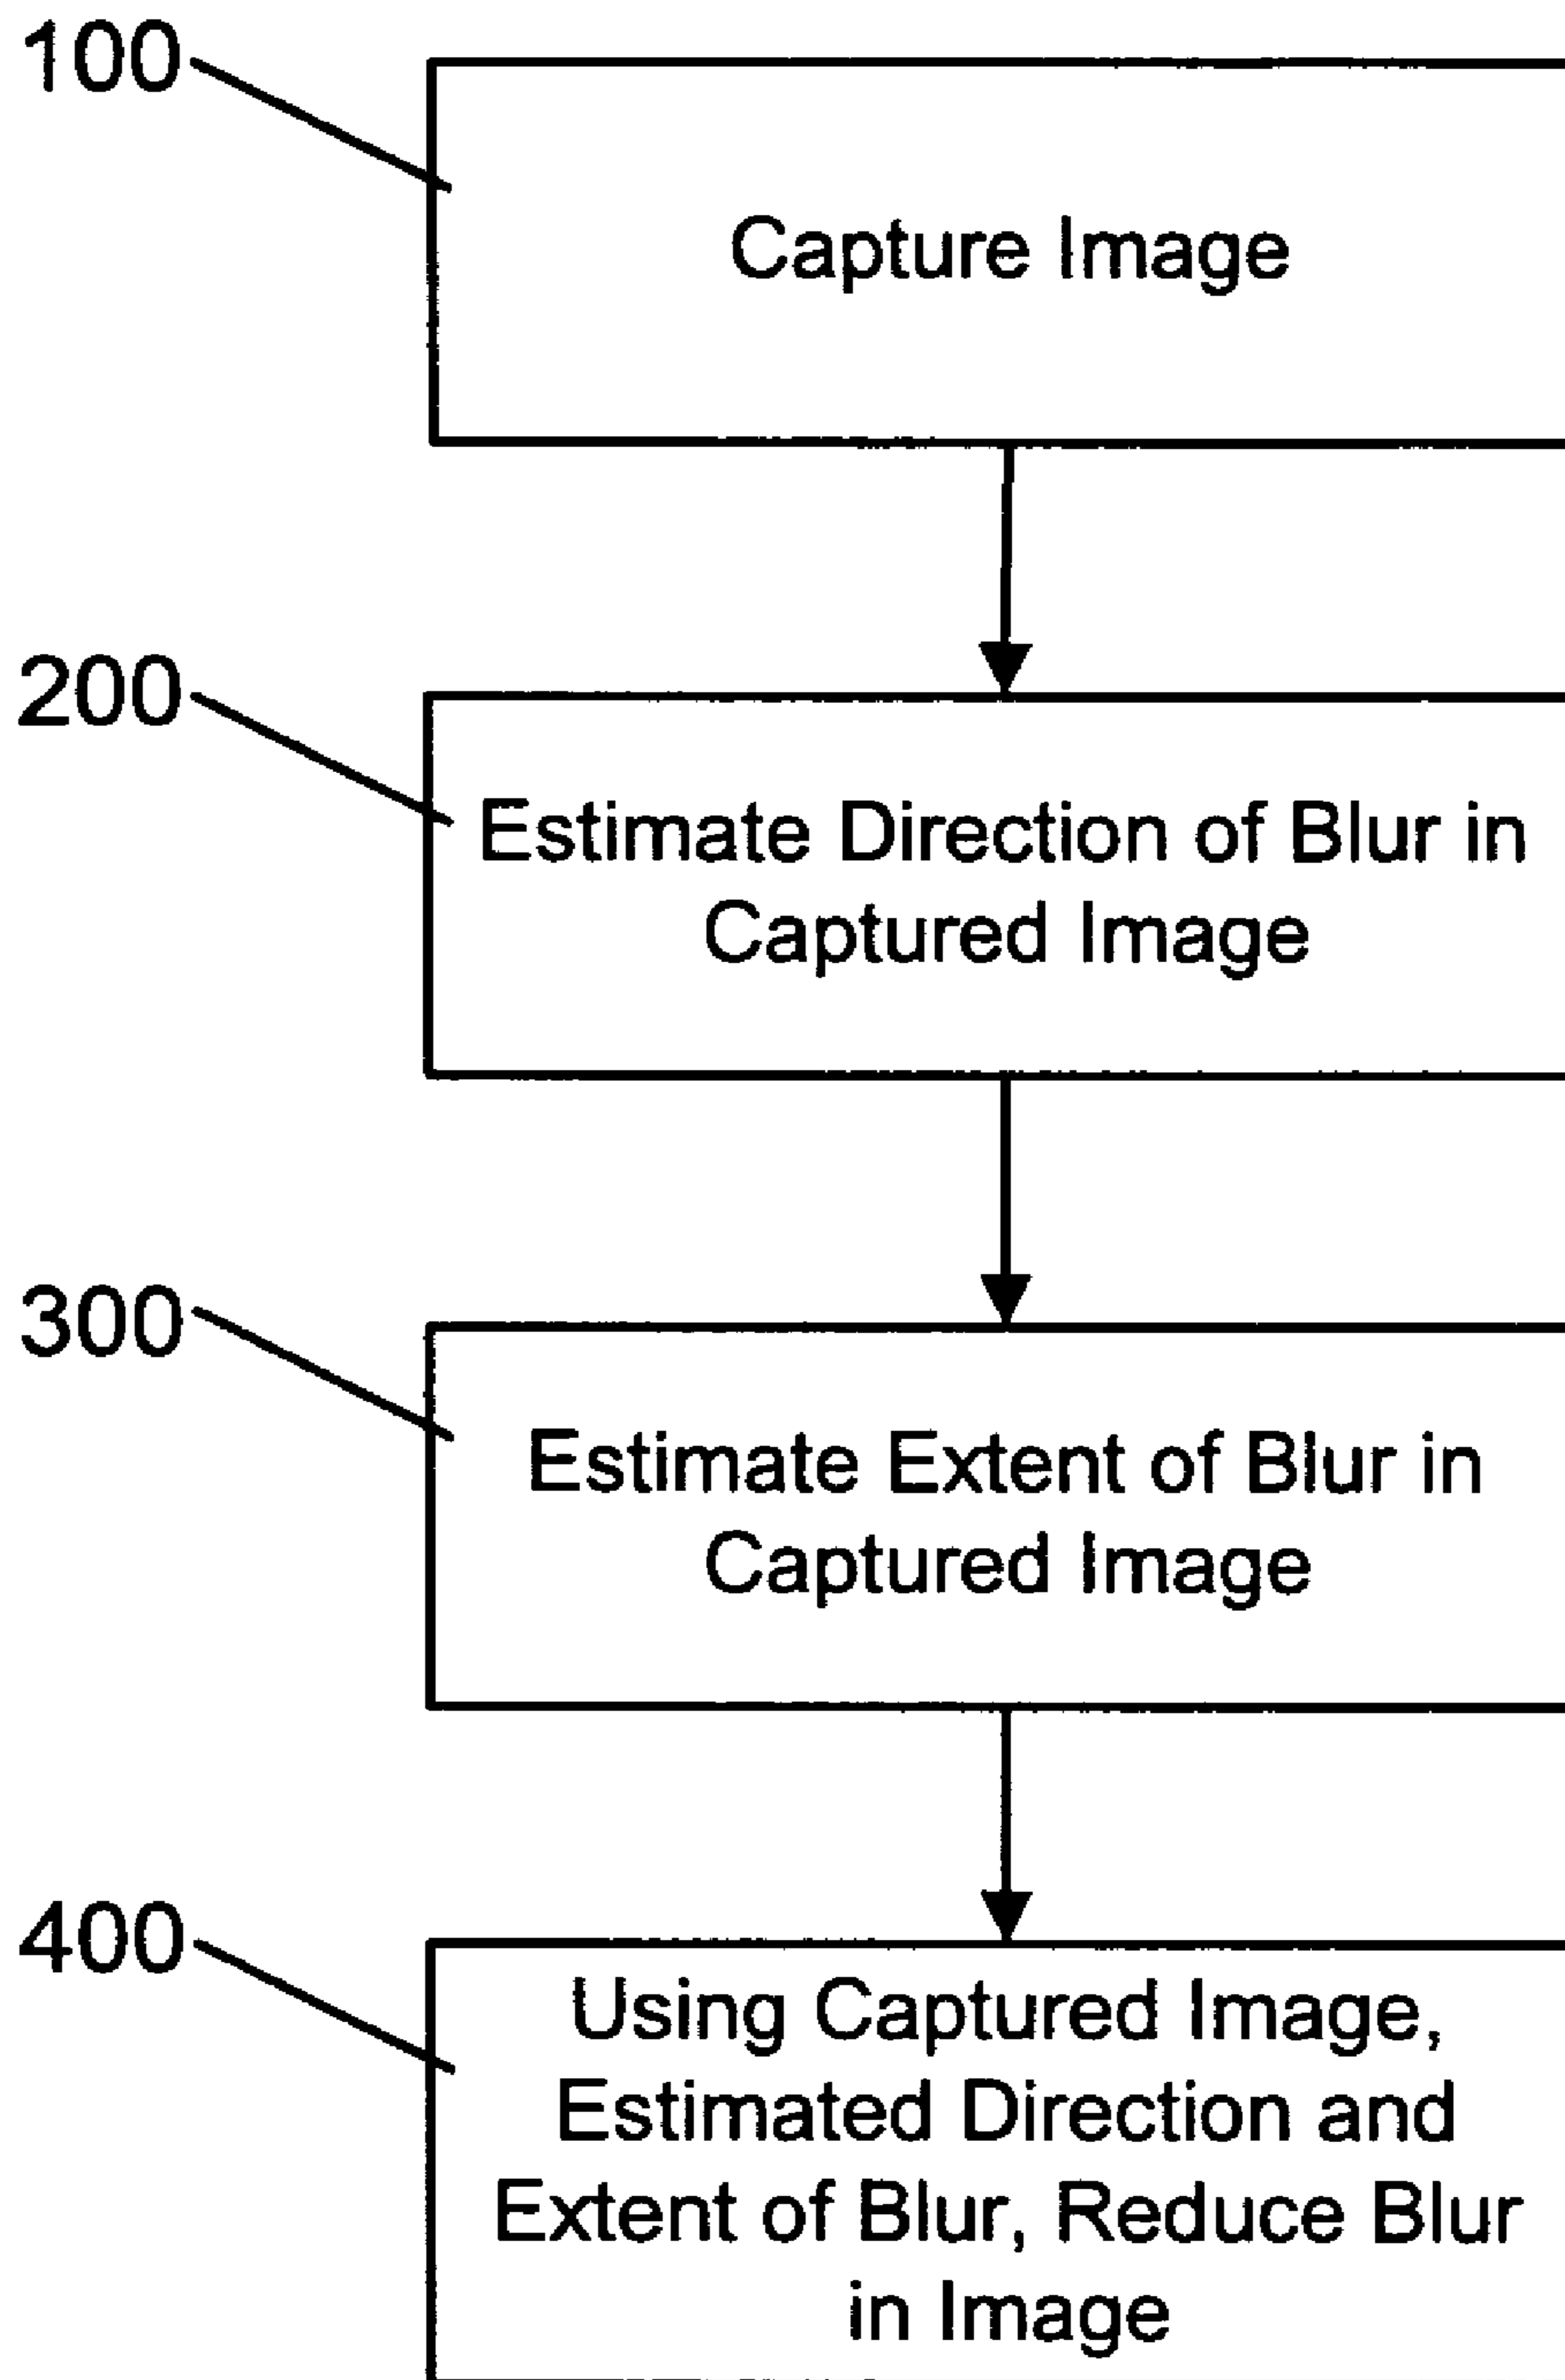 100
Capture Image
200
Estimate Direction of Blur in
Captured Image
300
Estimate Extent of Blur in
Captured Image
400
Using Captured Image,
Estimated Direction and
Extent of Blur, Reduce Blur
in Image